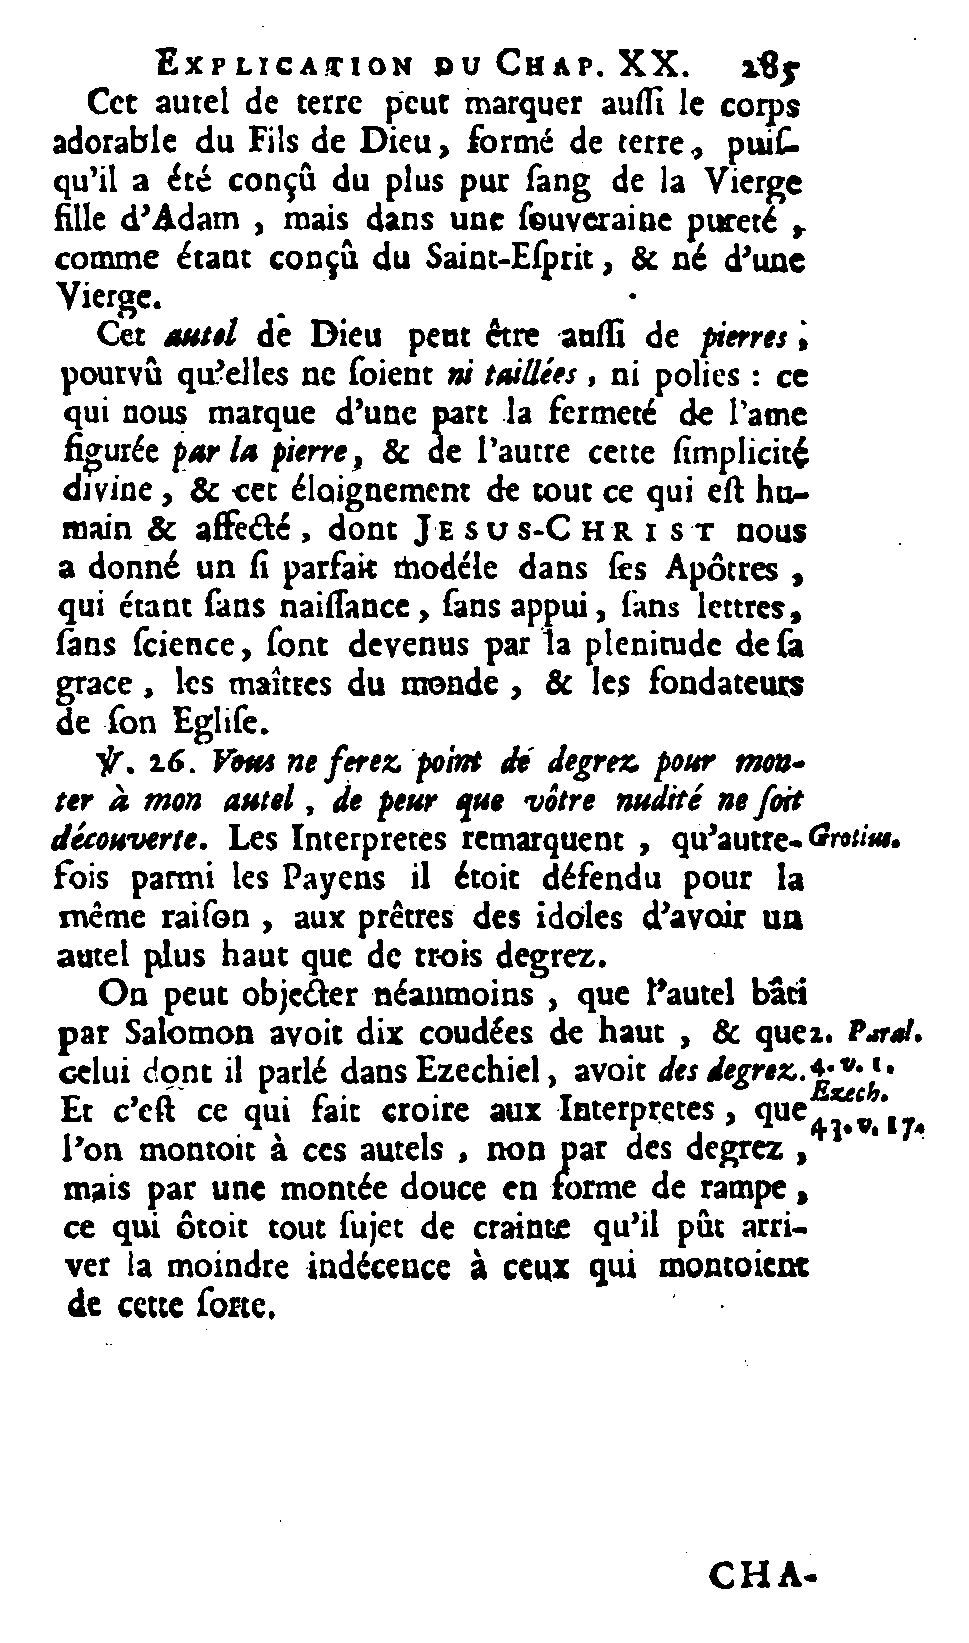 EXPLICATION DU CHAP. XX. 285
Cet autel de terre peut marquer auſſi le corps
adorable du Fils de Dieu, formé de terre, puiſ-
qu'il a été conçû du plus pur ſang de la Vierge
fille d'Adam, mais dans une ſouveraine pureté,
comme étant conçû du Saint-Eſprit, & né d'une
Vierge.
Cet autel de Dieu peut être auſſi de pierres,
pourvû qu'elles ne ſoient ni taillées, ni polies : ce
qui nous marque d'une part la fermeté de l'ame
figurée par la pierre, & de l'autre cette ſimplicité
divine, & cet éloignement de tout ce qui eſt hu-
main & affecté, dont JESUS-CHRIST nous
a donné un ſi parfait modéle dans ſes Apôtres,
qui étant ſans naiſſance, ſans appui, ſans lettres,
ſans ſcience, ſont devenus par la plenitude de ſa
grace, les maîtres du monde, & les fondateurs
de ſon Egliſe.
℣. 26. Vous ne ferez point de degrez pour mon-
ter à mon autel, de peur que vôtre nudité ne ſoit
découverte. Les Interpretes remarquent, qu'autre- Grotius.
fois parmi les Payens il étoit défendu pour la
même raiſon, aux prêtres des idoles d'avoir un
autel plus haut que de trois degrez.
On peut objecter néanmoins, que l'autel bâti
par Salomon avoit dix coudées de haut, & que 2. Paral.
celui dont il parlé dans Ezechiel, avoit des degrez. 4. v. 1.
Ezech.
Et c'eſt ce qui fait croire aux Interpretes, que
43. v. 17.
l'on montoit à ces autels, non par des degrez,
mais par une montée douce en forme de rampe,
ce qui ôtoit tout ſujet de crainte qu'il pût arri-
ver la moindre indécence à ceux qui montoient
de cette ſorte.
CHA-